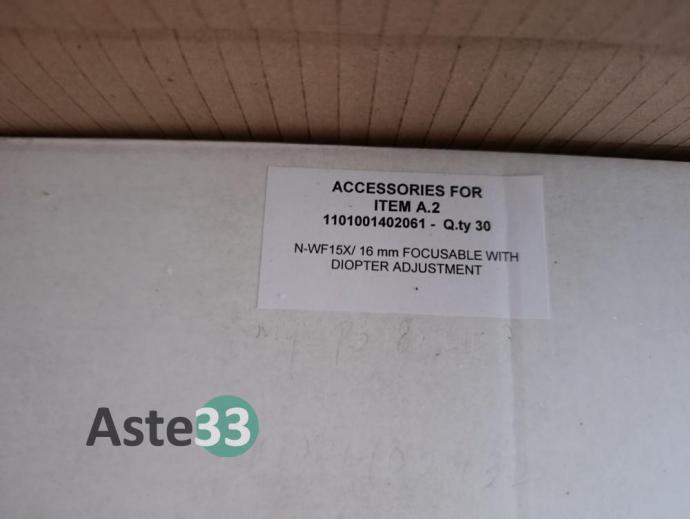 ACCESSORIES FOR
ITEM A.2
1101001402061 - Q.ty 30
N-WF15X/ 16 mm FOCUSABLE WITH
DIOPTER ADJUSTMENT
Aste33